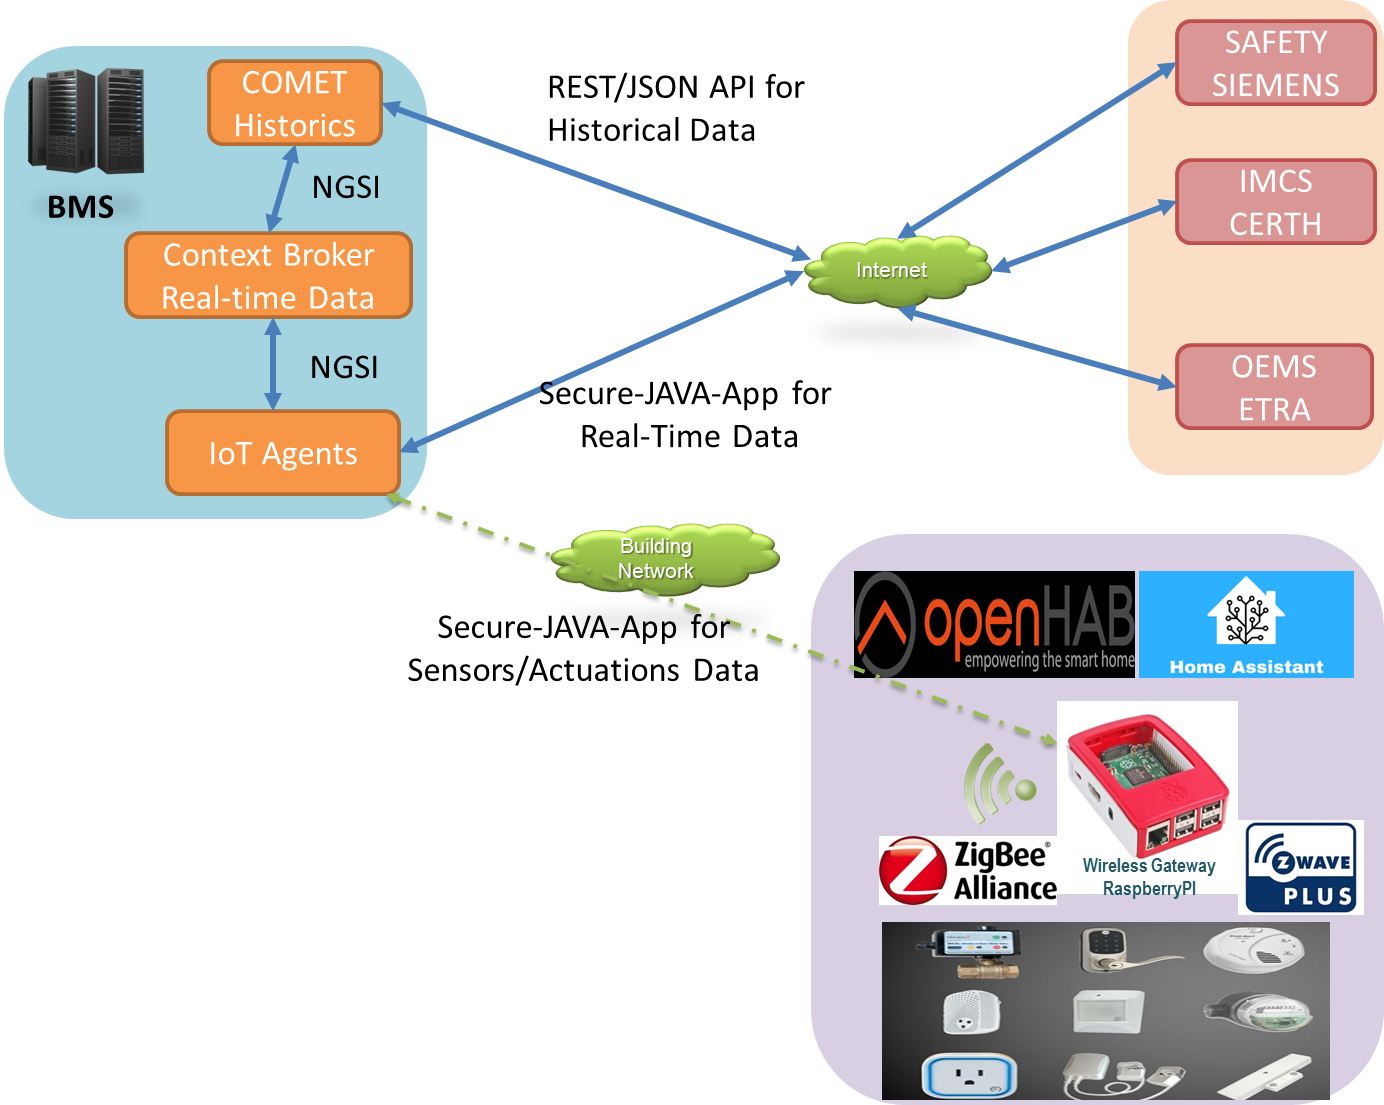 COMET
Historics
BMS
NGSI
Context Broker
Real-time Data
NGSI
IoT Agents
REST/JSON API for
Historical Data
Internet
Secure-JAVA-App for
Real-Time Data
SAFETY
SIEMENS
IMCS
CERTH
OEMS
ETRA
Building
Network
Secure-JAVA-App for
Sensors/Actuations Data
openHAB
empowering the smart home
Home Assistant
ZigBee®
Alliance
Wireless Gateway
RaspberryPI
Z WAVE
PLUS